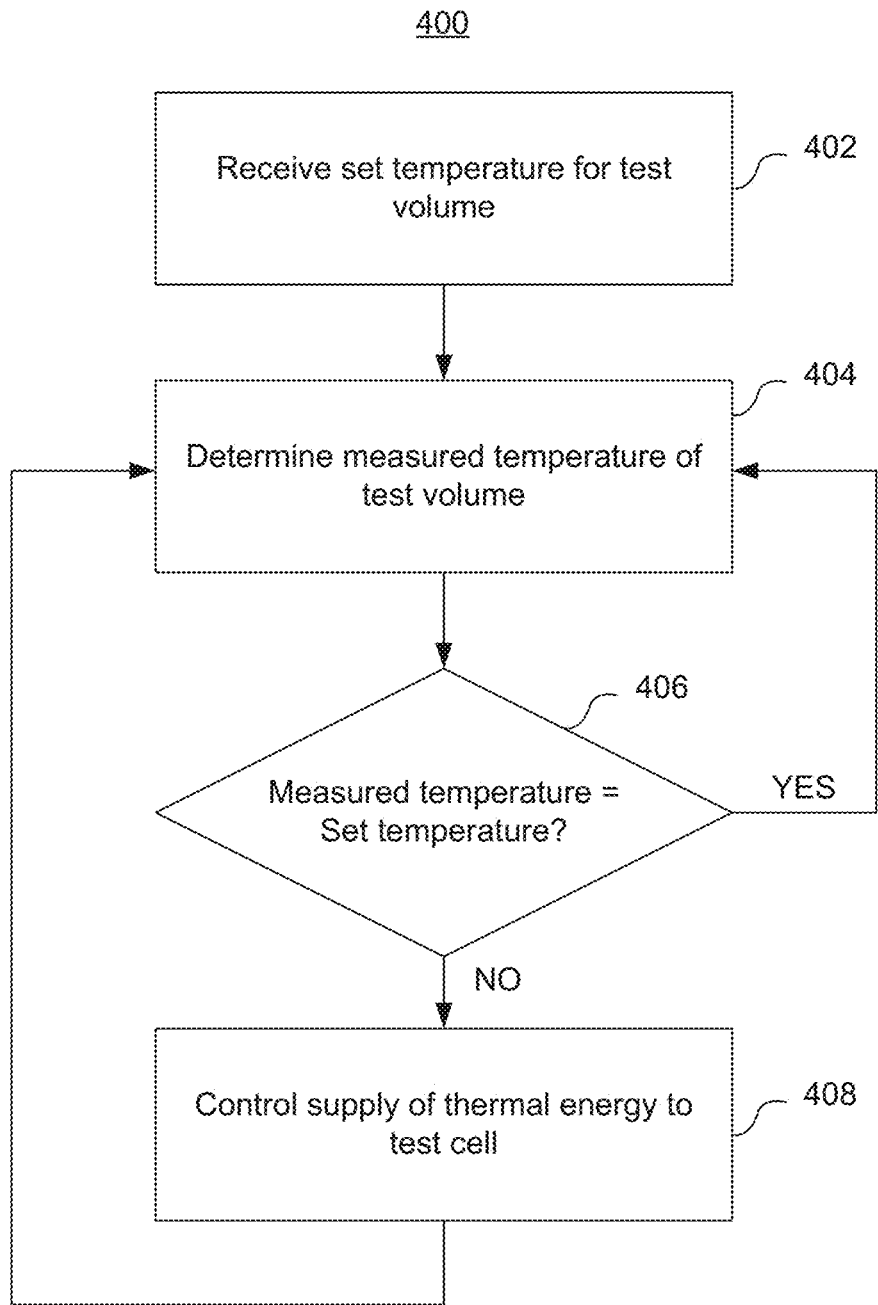 400
Receive set temperature for test
volume
402
404
Determine measured temperature of
test volume
406
Measured temperature =
Set temperature?
YES
NO
Control supply of thermal energy to
test cell
408